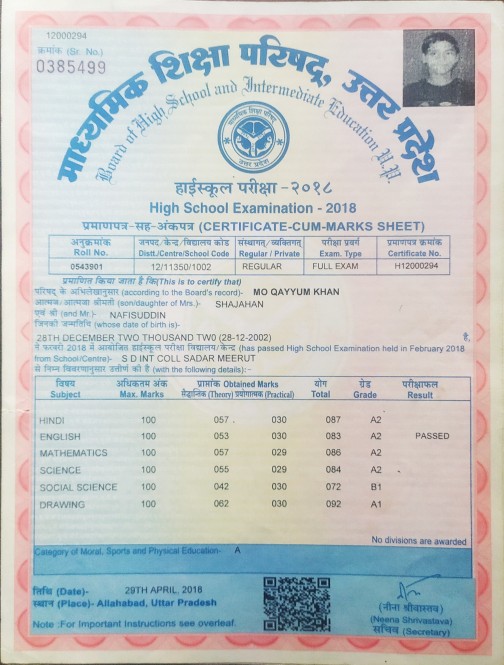 12000294
क्रमांक (Sr. No.)
0385499
माध्यमिक शिक्षा परिषद्, उत्तर प्रदेश
Board of High School and Intermediate Education U.P.
माध्यमिक शिक्षा परिषद्
उत्तर प्रदेश
हाईस्कूल परीक्षा - २०१८
High School Examination - 2018
प्रमाणपत्र-सह-अंकपत्र (CERTIFICATE-CUM-MARKS SHEET)
अनुक्रमांक जनपद/केन्द्र/विद्यालय कोड संस्थागत/व्यक्तिगत परीक्षा प्रवर्ग प्रमाणपत्र क्रमांक
Roll No. Distt./Centre/School Code Regular / Private Exam. Type Certificate No.
0543901 12/11350/1002 REGULAR FULL EXAM H12000294
प्रमाणित किया जाता है कि(This is to certify that)
परिषद् के अभिलेखानुसार (according to the Board's record)- MO QAYYUM KHAN
आत्मज/आत्मजा श्रीमती (son/daughter of Mrs.)- SHAJAHAN
एवं श्री (and Mr.)- NAFISUDDIN
जिनकी जन्मतिथि (whose date of birth is)-
28TH DECEMBER TWO THOUSAND TWO (28-12-2002) है,
ने फरवरी 2018 में आयोजित हाईस्कूल परीक्षा विद्यालय/केन्द्र (has passed High School Examination held in February 2018
from School/Centre)- S D INT COLL SADAR MEERUT
से निम्न विवरणानुसार उत्तीर्ण की है (with the following details):-
विषय अधिकतम अंक प्राप्तांक Obtained Marks योग ग्रेड परीक्षाफल
Subject Max. Marks सैद्धान्तिक (Theory) प्रयोगात्मक (Practical) Total Grade Result
HINDI 100 057 030 087 A2
ENGLISH 100 053 030 083 A2 PASSED
MATHEMATICS 100 057 029 086 A2
SCIENCE 100 055 029 084 A2
SOCIAL SCIENCE 100 042 030 072 B1
DRAWING 100 062 030 092 A1
No divisions are awarded
Category of Moral, Sports and Physical Education- A
तिथि (Date)- 29TH APRIL, 2018
स्थान (Place)- Allahabad, Uttar Pradesh
(नीना श्रीवास्तव)
(Neena Shrivastava)
सचिव (Secretary)
Note :For Important Instructions see overleaf.